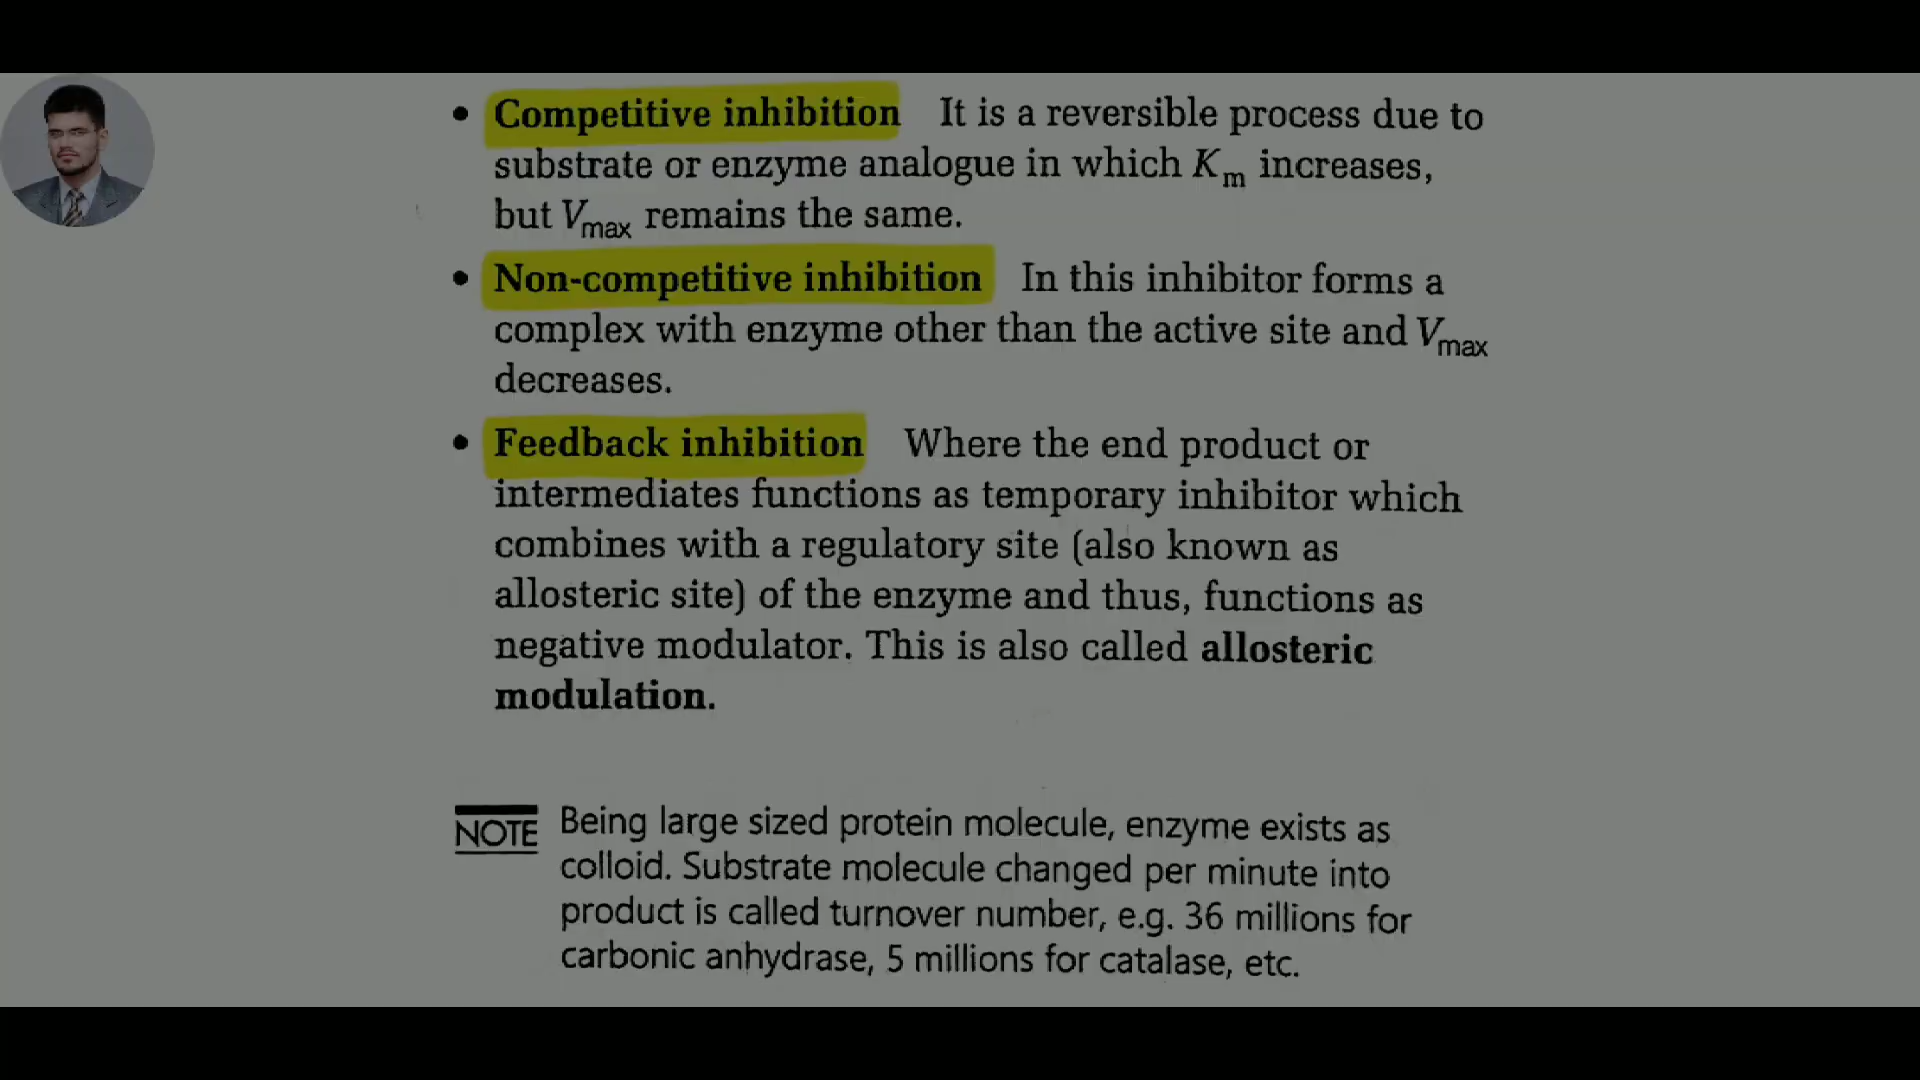 • Competitive inhibition It is a reversible process due to
substrate or enzyme analogue in which Km increases,
but Vmax remains the same.
• Non-competitive inhibition In this inhibitor forms a
complex with enzyme other than the active site and Vmax
decreases.
• Feedback inhibition Where the end product or
intermediates functions as temporary inhibitor which
combines with a regulatory site (also known as
allosteric site) of the enzyme and thus, functions as
negative modulator. This is also called allosteric
modulation.
NOTE Being large sized protein molecule, enzyme exists as
colloid. Substrate molecule changed per minute into
product is called turnover number, e.g. 36 millions for
carbonic anhydrase, 5 millions for catalase, etc.